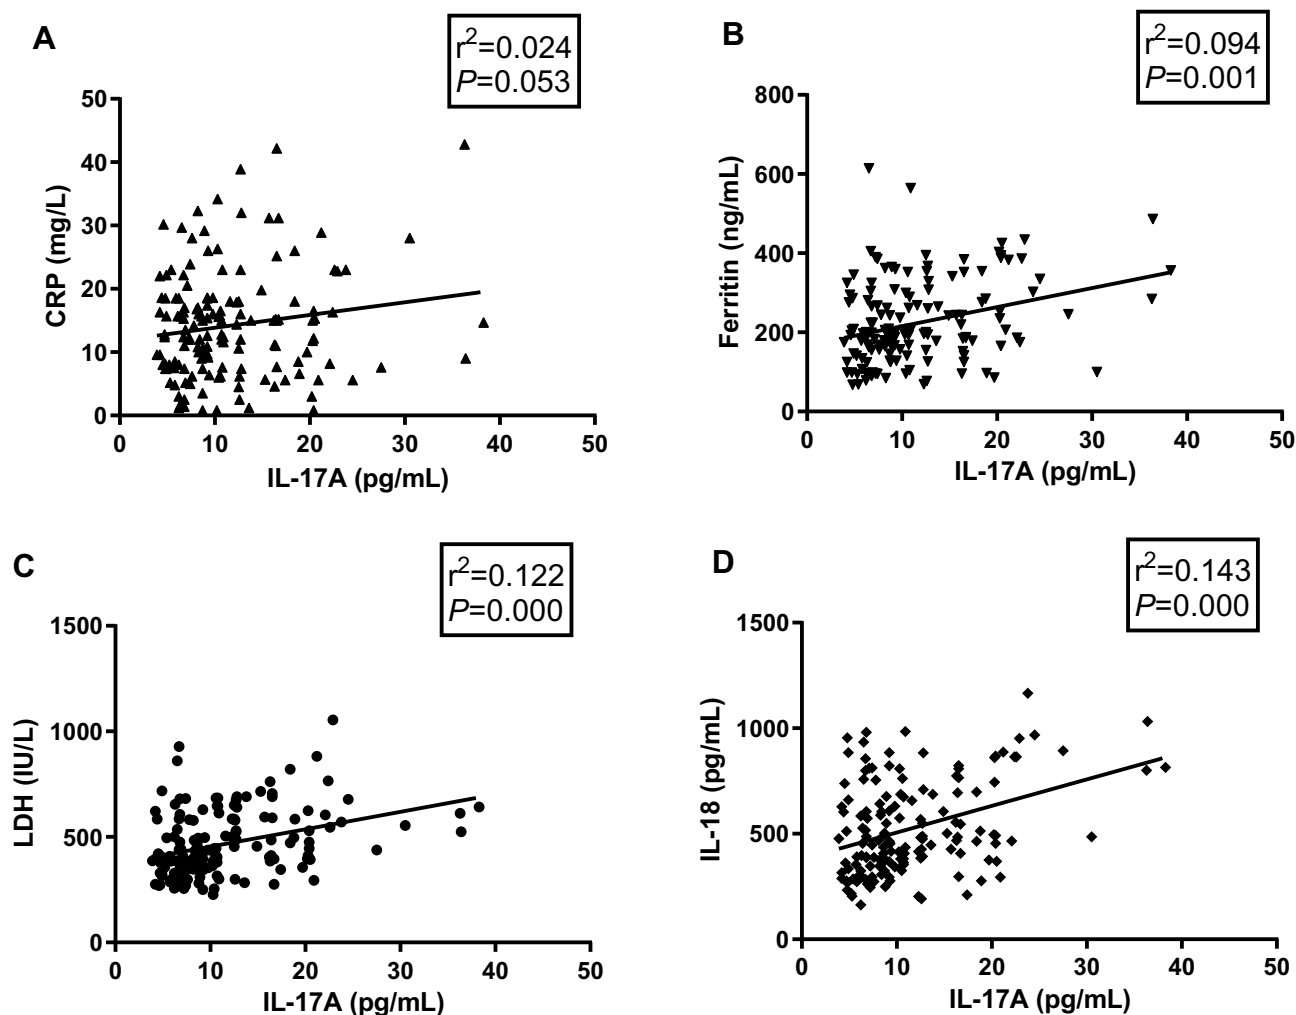 A
r²=0.024
P=0.053
50
40
30
20
10
0
CRP (mg/L)
0 10 20 30 40 50
IL-17A (pg/mL)
B
r²=0.094
P=0.001
800
600
400
200
0
Ferritin (ng/mL)
0 10 20 30 40 50
IL-17A (pg/mL)
C
r²=0.122
P=0.000
1500
1000
500
0
LDH (IU/L)
0 10 20 30 40 50
IL-17A (pg/mL)
D
r²=0.143
P=0.000
1500
1000
500
0
IL-18 (pg/mL)
0 10 20 30 40 50
IL-17A (pg/mL)